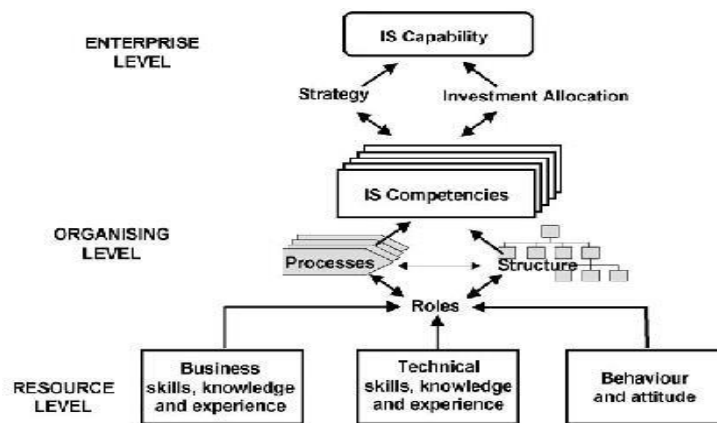 ENTERPRISE
LEVEL
IS Capability
Strategy
Investment Allocation
IS Competencies
ORGANISING
LEVEL
Processes
Structure
Roles
RESOURCE
LEVEL
Business
skills, knowledge
and experience
Technical
skills, knowledge
and experience
Behaviour
and attitude